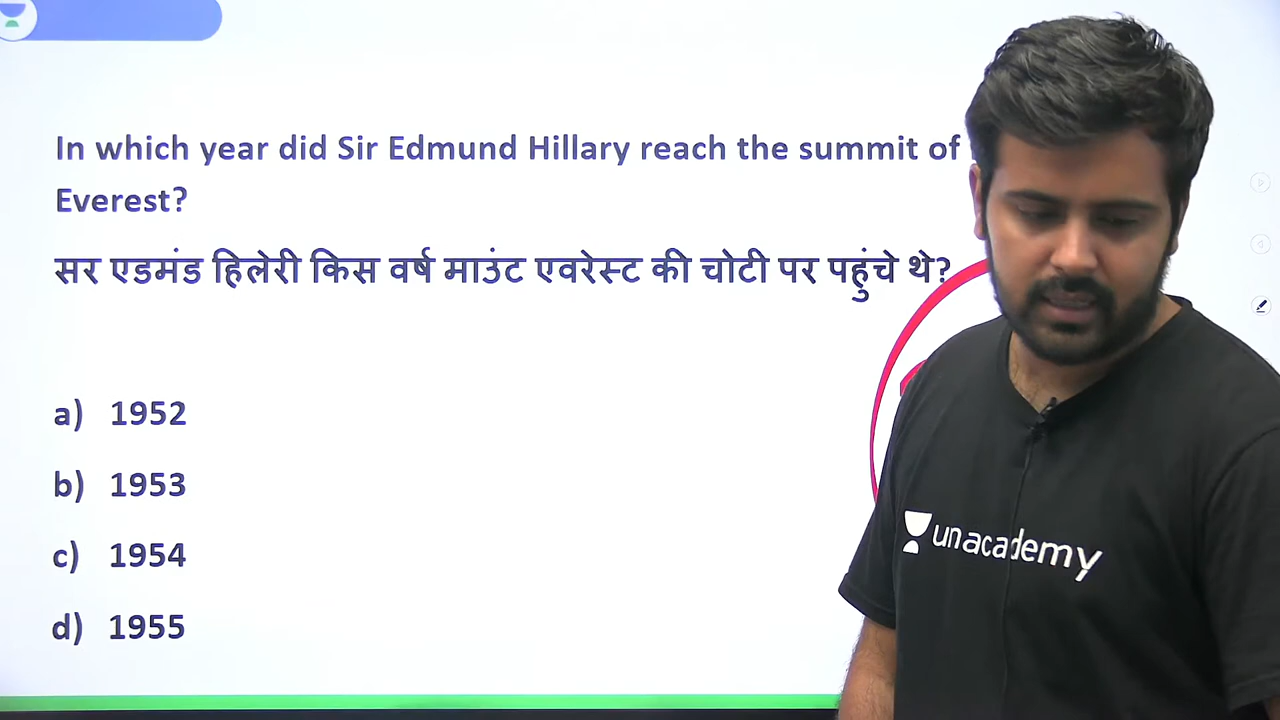 In which year did Sir Edmund Hillary reach the summit of
Everest?
सर एडमंड हिलेरी किस वर्ष माउंट एवरेस्ट की चोटी पर पहुंचे थे?
a) 1952
b) 1953
c) 1954
d) 1955
unacademy